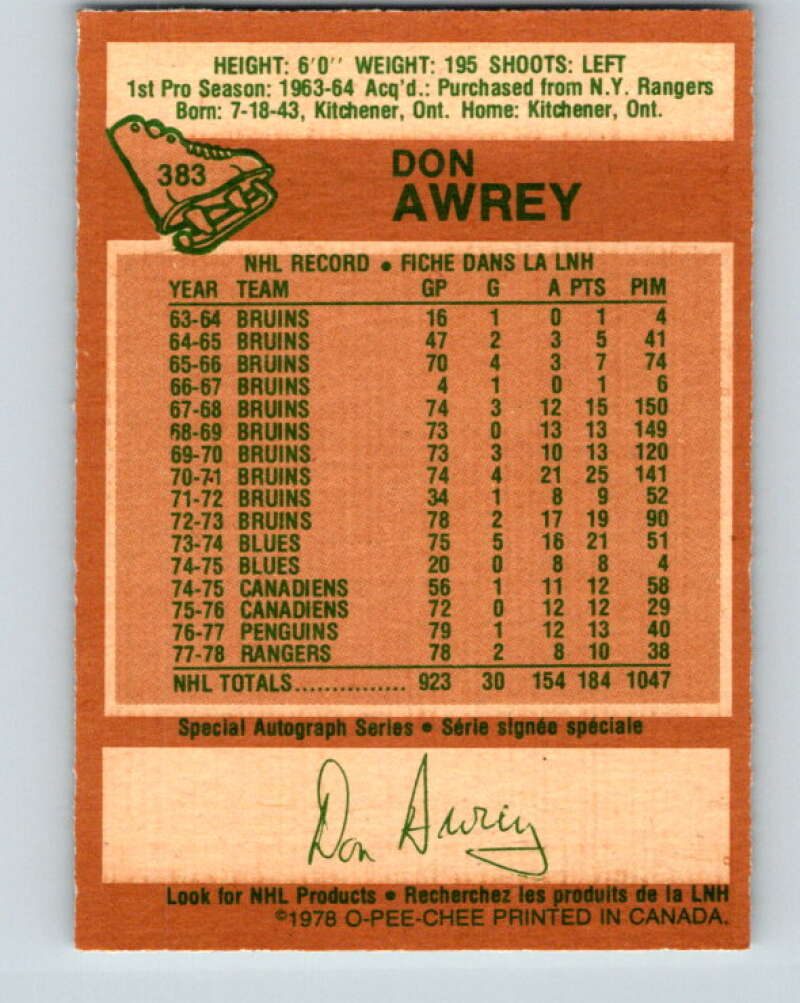 HEIGHT: 6'0'' WEIGHT: 195 SHOOTS: LEFT
1st Pro Season: 1963-64 Acq'd.: Purchased from N.Y. Rangers
Born: 7-18-43, Kitchener, Ont. Home: Kitchener, Ont.
383
DON
AWREY
NHL RECORD • FICHE DANS LA LNH
YEAR TEAM GP G A PTS PIM
63-64 BRUINS 16 1 0 1 4
64-65 BRUINS 47 2 3 5 41
65-66 BRUINS 70 4 3 7 74
66-67 BRUINS 4 1 0 1 6
67-68 BRUINS 74 3 12 15 150
68-69 BRUINS 73 0 13 13 149
69-70 BRUINS 73 3 10 13 120
70-71 BRUINS 74 4 21 25 141
71-72 BRUINS 34 1 8 9 52
72-73 BRUINS 78 2 17 19 90
73-74 BLUES 75 5 16 21 51
74-75 BLUES 20 0 8 8 4
74-75 CANADIENS 56 1 11 12 58
75-76 CANADIENS 72 0 12 12 29
76-77 PENGUINS 79 1 12 13 40
77-78 RANGERS 78 2 8 10 38
NHL TOTALS............... 923 30 154 184 1047
Special Autograph Series • Série signée spéciale
Don Awrey
Look for NHL Products • Recherchez les produits de la LNH
©1978 O-PEE-CHEE PRINTED IN CANADA.